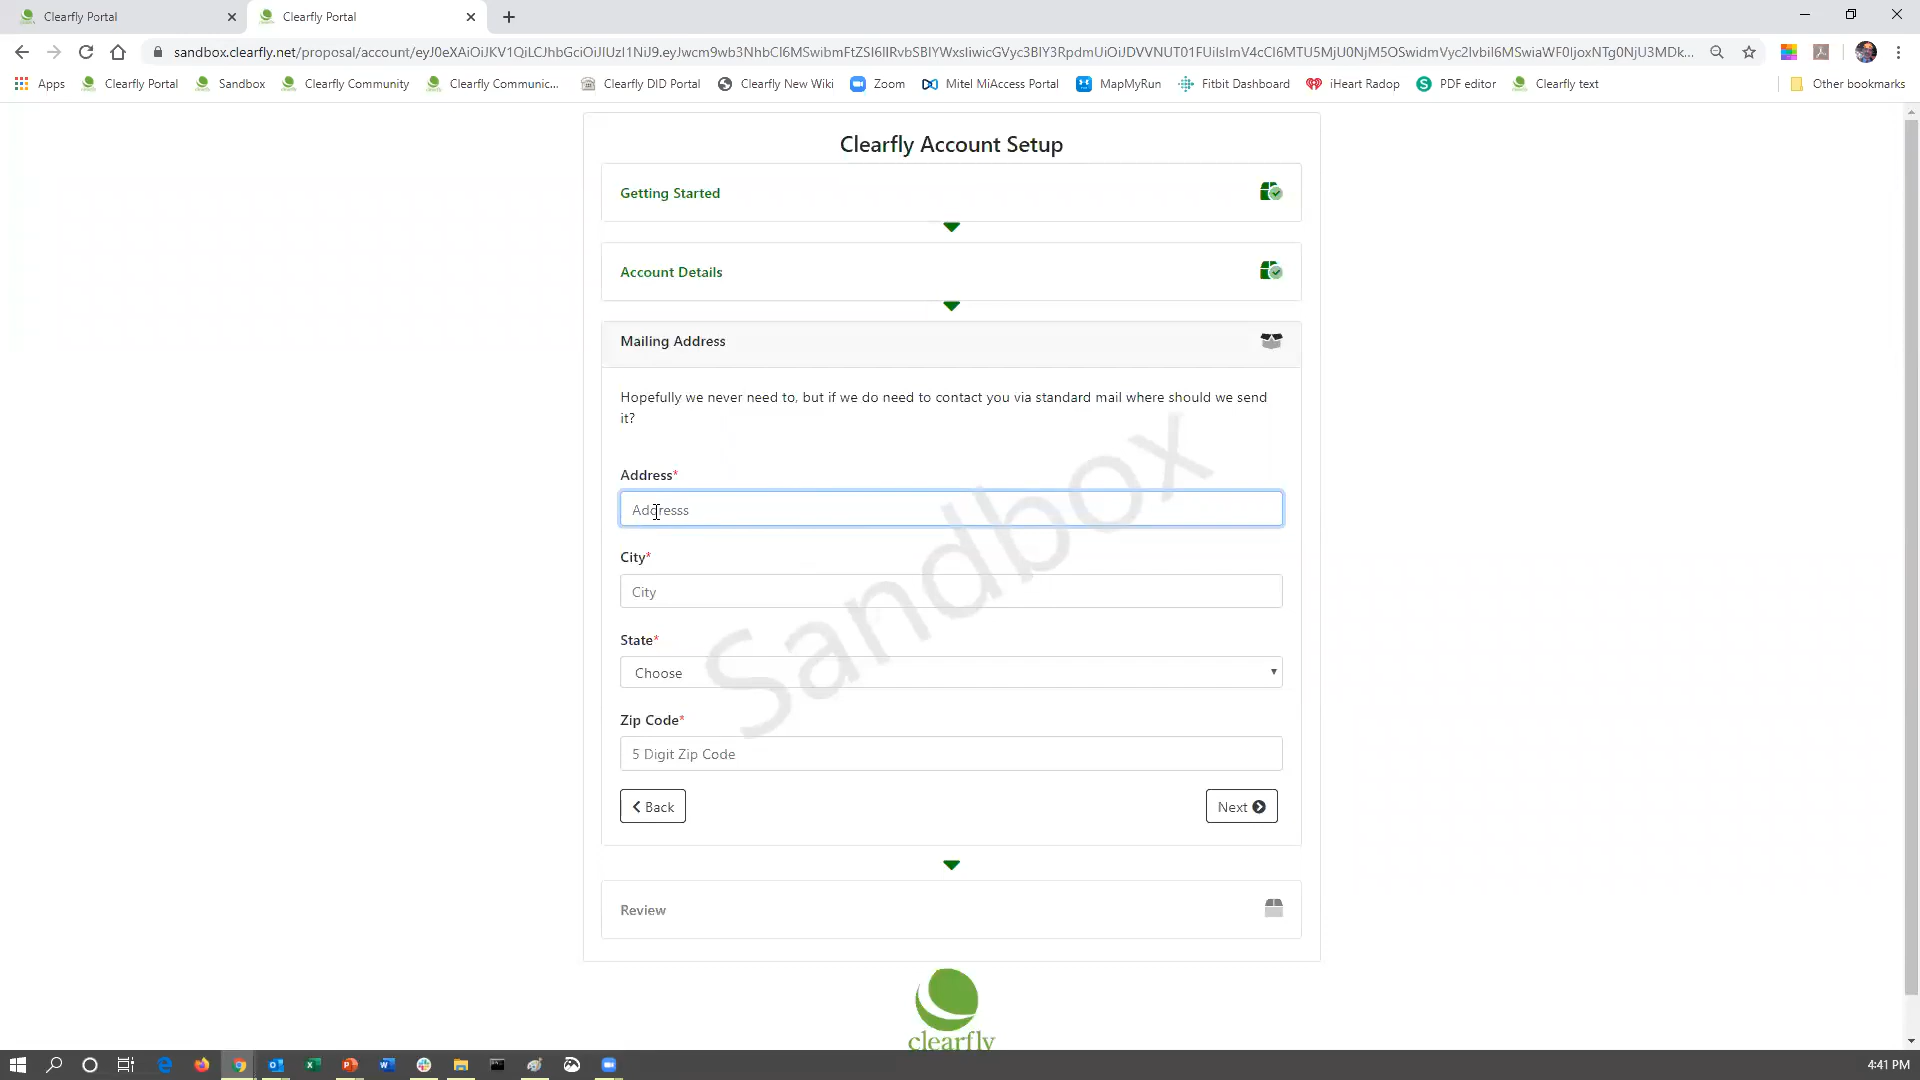 Clearfly Portal
Clearfly Portal
sandbox.clearfly.net/proposal/account/eyJ0eXAiOiJKV1QiLCJhbGciOiJIUzI1NiJ9.eyJwcm9wb3NhbCI6MSwibmFtZSI6IlRvbSBIYWxsIiwicGVyc3BlY3RpdmUiOiJDVVNUT01FUiIsImV4cCI6MTU5MjU0NjM5OSwidmVyc2lvbiI6MSwiaWF0IjoxNTg0NjU3MDk...
Apps
Clearfly Portal
Sandbox
Clearfly Community
Clearfly Communic...
Clearfly DID Portal
Clearfly New Wiki
Zoom
Mitel MiAccess Portal
MapMyRun
Fitbit Dashboard
iHeart Radop
PDF editor
Clearfly text
Other bookmarks
Clearfly Account Setup
Getting Started
Account Details
Mailing Address
Hopefully we never need to, but if we do need to contact you via standard mail where should we send
it?
Address*
Addresss
City*
City
State*
Choose
Zip Code*
5 Digit Zip Code
Back
Next
Sandbox
Review
clearfly
4:41 PM